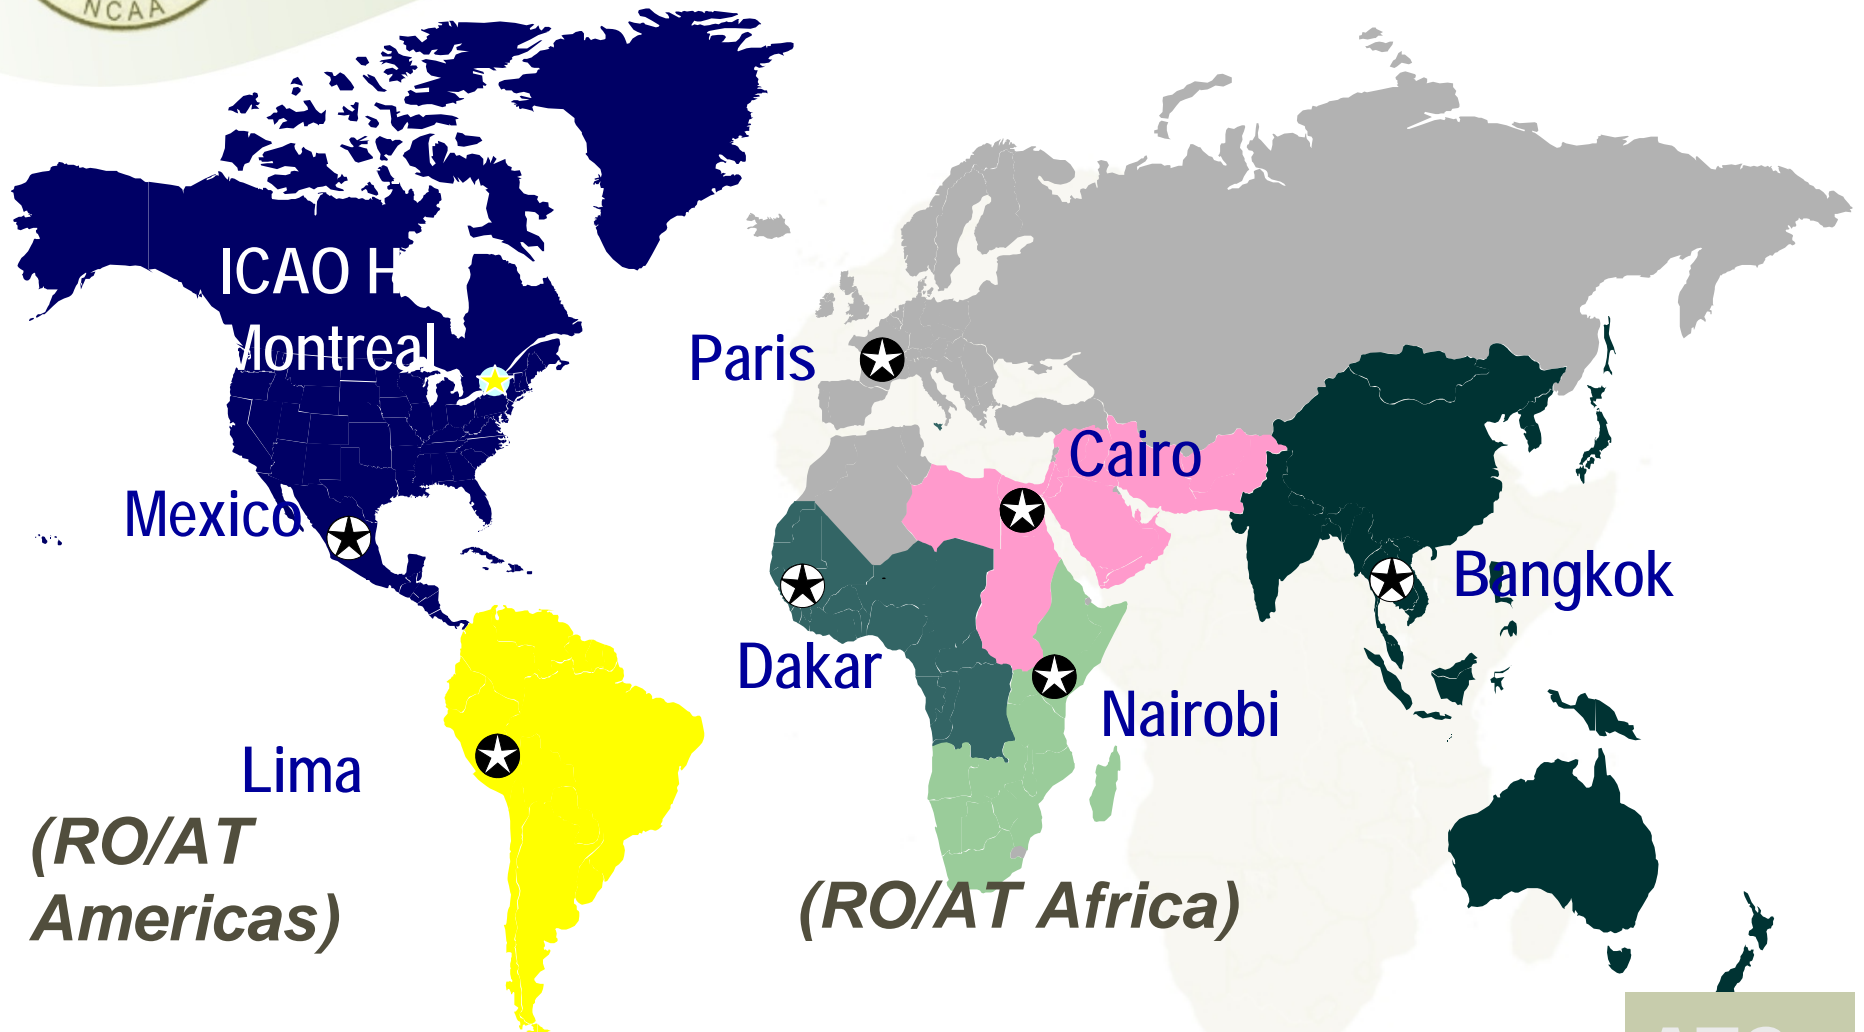 NCAA
ICAO H
Montreal
Paris
Cairo
Mexico
Bangkok
Dakar
Nairobi
Lima
(RO/AT
Americas)
(RO/AT Africa)